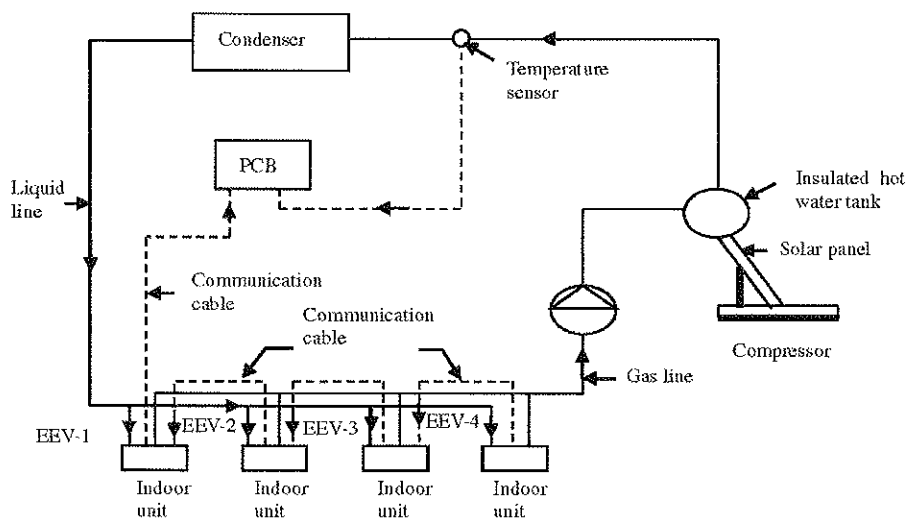 Condenser
Temperature
sensor
PCB
Liquid
line
Insulated hot
water tank
Solar panel
Communication
cable
Communication
cable
Compressor
Gas line
EEV-1
EEV-2
EEV-3
EEV-4
Indoor
unit
Indoor
unit
Indoor
unit
Indoor
unit